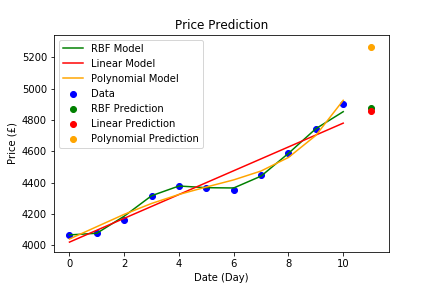 Price Prediction
RBF Model
Linear Model
Polynomial Model
Data
RBF Prediction
Linear Prediction
Polynomial Prediction
Price (£)
5200
5000
4800
4600
4400
4200
4000
0 2 4 6 8 10
Date (Day)